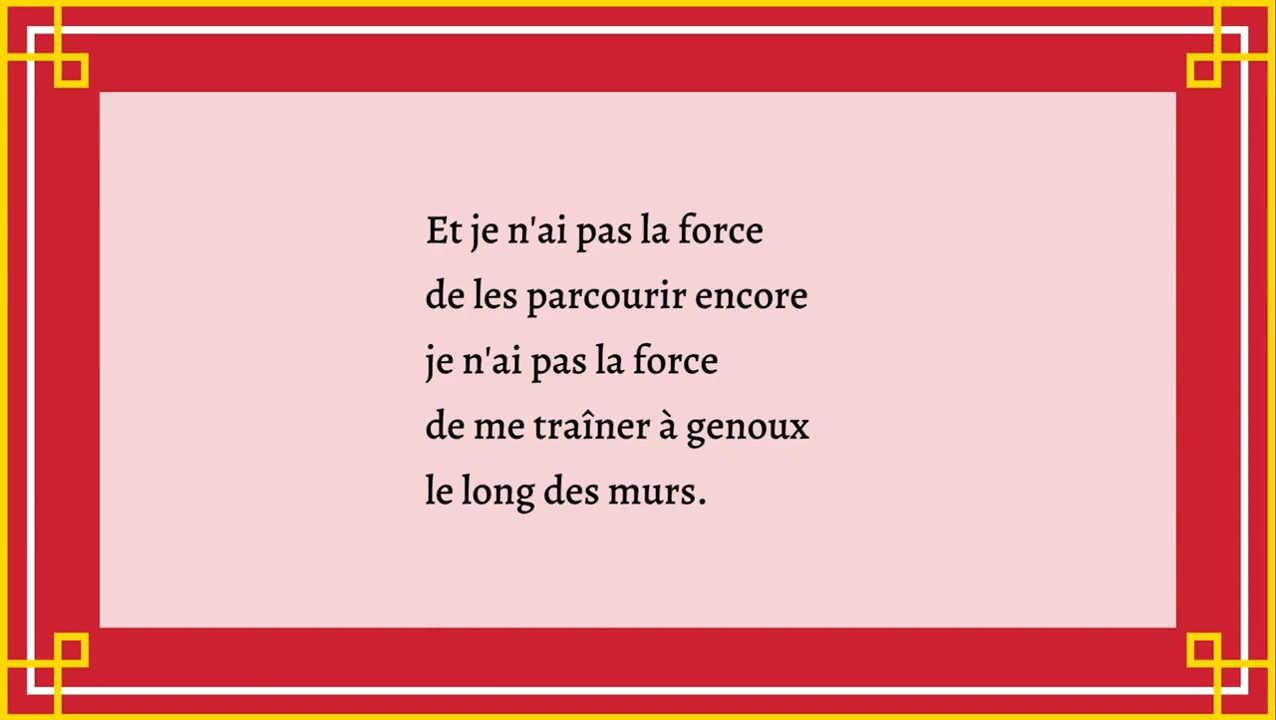 Et je n'ai pas la force
de les parcourir encore
je n'ai pas la force
de me traîner à genoux
le long des murs.